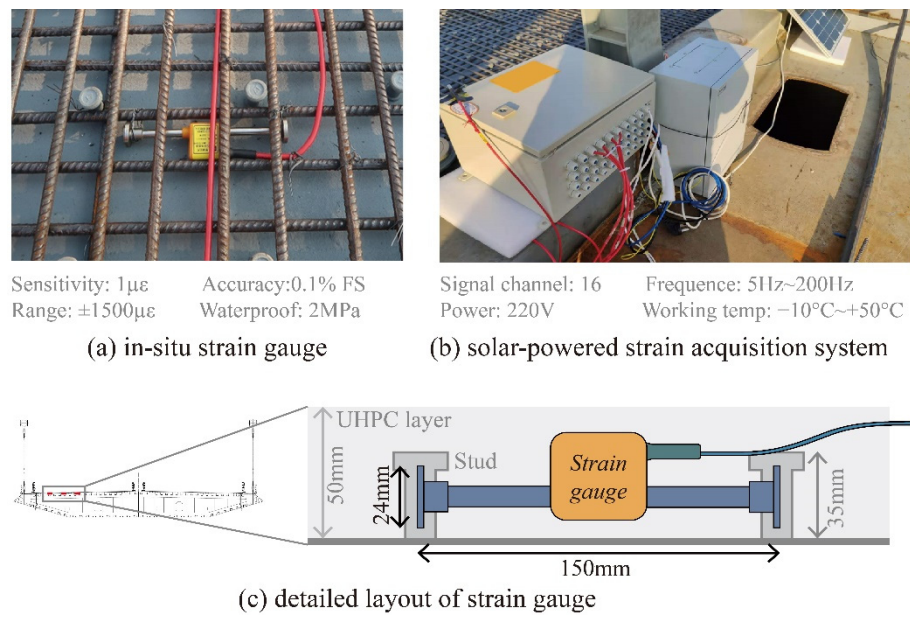 Sensitivity: 1με Accuracy:0.1% FS
Range: ±1500με Waterproof: 2MPa
(a) in-situ strain gauge
Signal channel: 16 Frequence: 5Hz~200Hz
Power: 220V Working temp: −10°C~+50°C
(b) solar-powered strain acquisition system
UHPC layer
50mm
Stud
24mm
Strain
gauge
35mm
150mm
(c) detailed layout of strain gauge